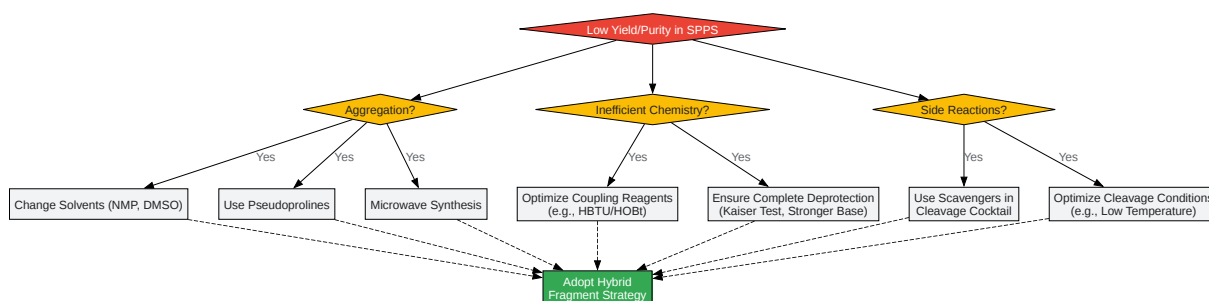 Low Yield/Purity in SPPS
Aggregation?
Inefficient Chemistry?
Side Reactions?
Yes
Yes
Yes
Yes
Yes
Yes
Yes
Change Solvents (NMP, DMSO)
Use Pseudoprolines
Microwave Synthesis
Optimize Coupling Reagents
(e.g., HBTU/HOBt)
Ensure Complete Deprotection
(Kaiser Test, Stronger Base)
Use Scavengers in
Cleavage Cocktail
Optimize Cleavage Conditions
(e.g., Low Temperature)
Adopt Hybrid
Fragment Strategy